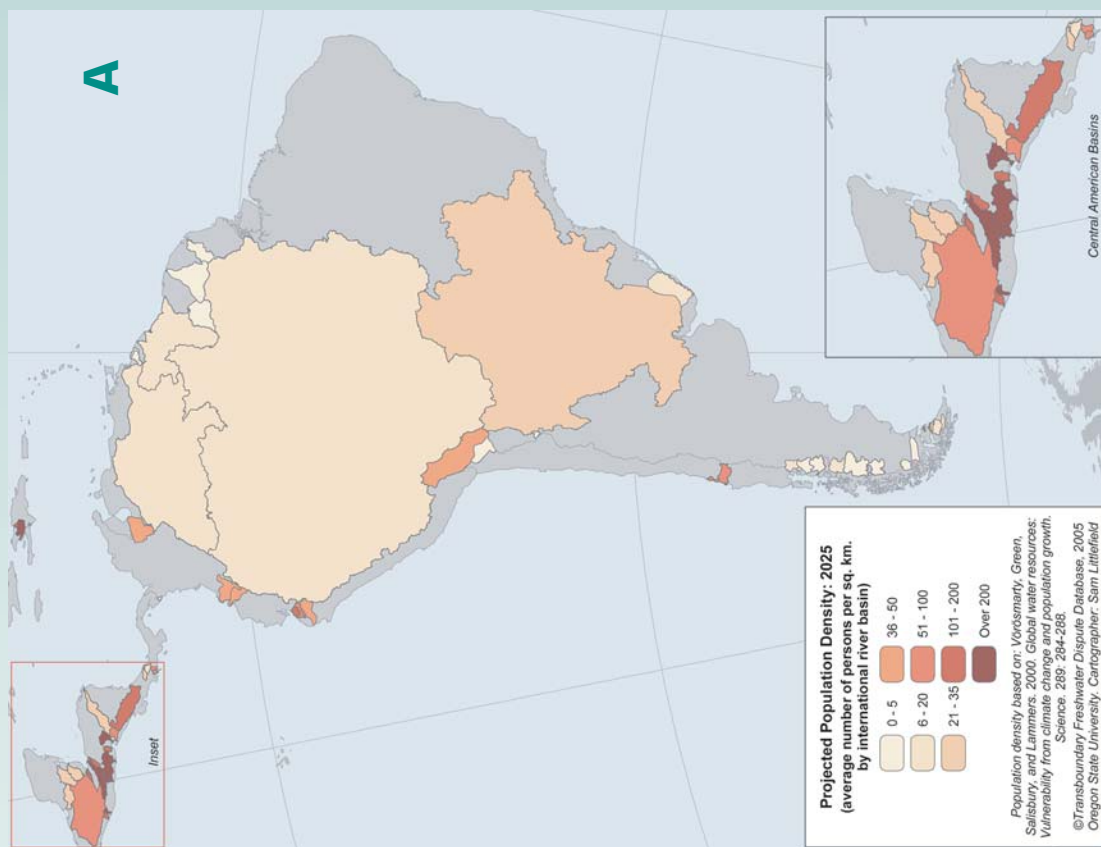 A
Inset
Central American Basins
Projected Population Density: 2025
(average number of persons per sq. km.
by international river basin)
0 - 5
6 - 20
21 - 35
36 - 50
51 - 100
101 - 200
Over 200
Population density based on: Vörösmarty, Green,
Salisbury, and Lammers. 2000. Global water resources:
Vulnerability from climate change and population growth.
Science. 289: 284-288.
©Transboundary Freshwater Dispute Database, 2005
Oregon State University. Cartographer: Sam Littlefield